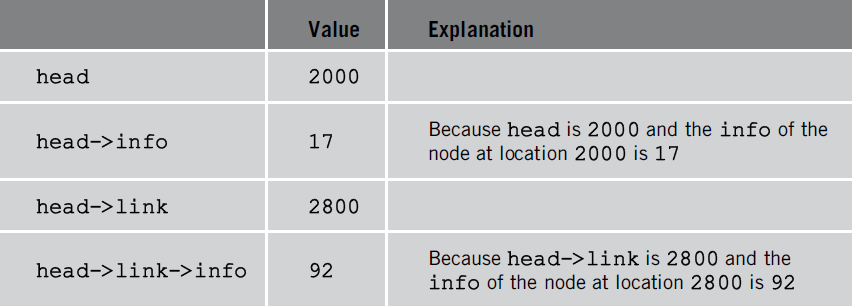 Value Explanation
head 2000
head->info 17 Because head is 2000 and the info of the
node at location 2000 is 17
head->link 2800
head->link->info 92 Because head->link is 2800 and the
info of the node at location 2800 is 92